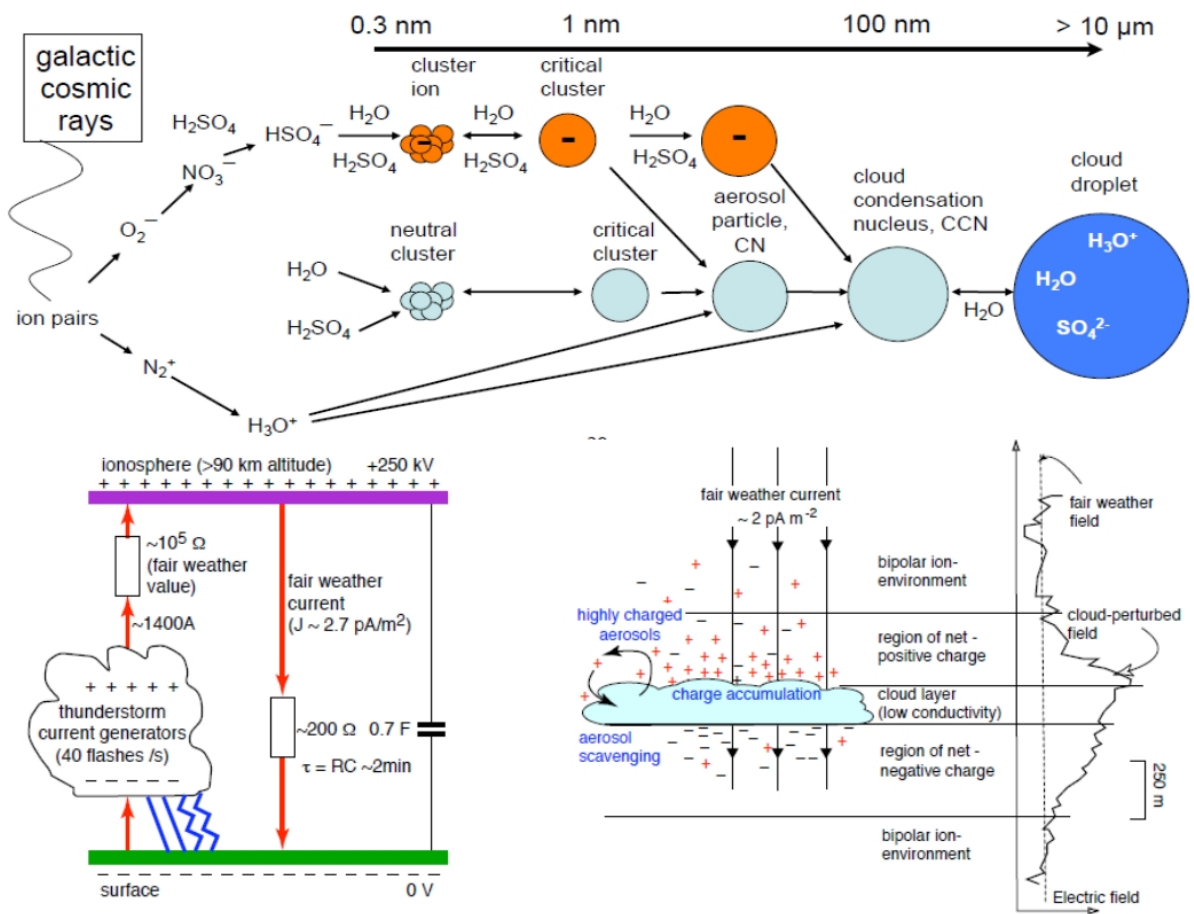 0.3 nm
1 nm
100 nm
> 10 µm
galactic
cosmic
rays
cluster
ion
critical
cluster
H₂SO₄
HSO₄⁻
H₂O
H₂SO₄
H₂O
H₂SO₄
-
-
H₂O
H₂SO₄
-
NO₃⁻
O₂⁻
ion pairs
N₂⁺
H₃O⁺
neutral
cluster
H₂O
H₂SO₄
critical
cluster
aerosol
particle,
CN
cloud
condensation
nucleus, CCN
H₂O
cloud
droplet
H₃O⁺
H₂O
SO₄²⁻
ionosphere (>90 km altitude) +250 kV
+ + + + + + + + + + + + + + + + + +
~10⁵ Ω
(fair weather
value)
~1400A
+ + + + +
thunderstorm
current generators
(40 flashes /s)
– – – – –
fair weather
current
(J ~ 2.7 pA/m²)
~200 Ω 0.7 F
τ = RC ~2min
surface
0 V
fair weather current
~ 2 pA m⁻²
highly charged
aerosols
charge accumulation
aerosol
scavenging
bipolar ion-
environment
region of net -
positive charge
cloud layer
(low conductivity)
region of net -
negative charge
bipolar ion-
environment
fair weather
field
cloud-perturbed
field
250 m
Electric field